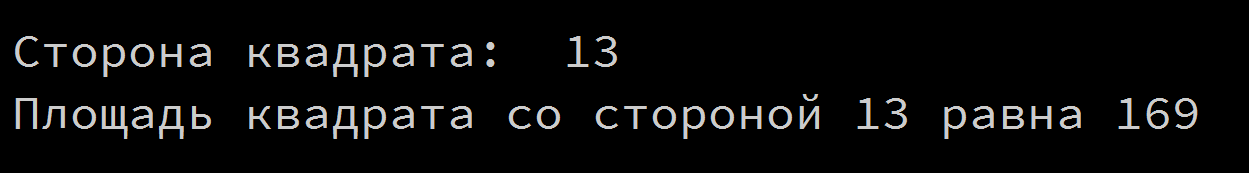 Сторона квадрата:  13
Площадь квадрата со стороной 13 равна 169